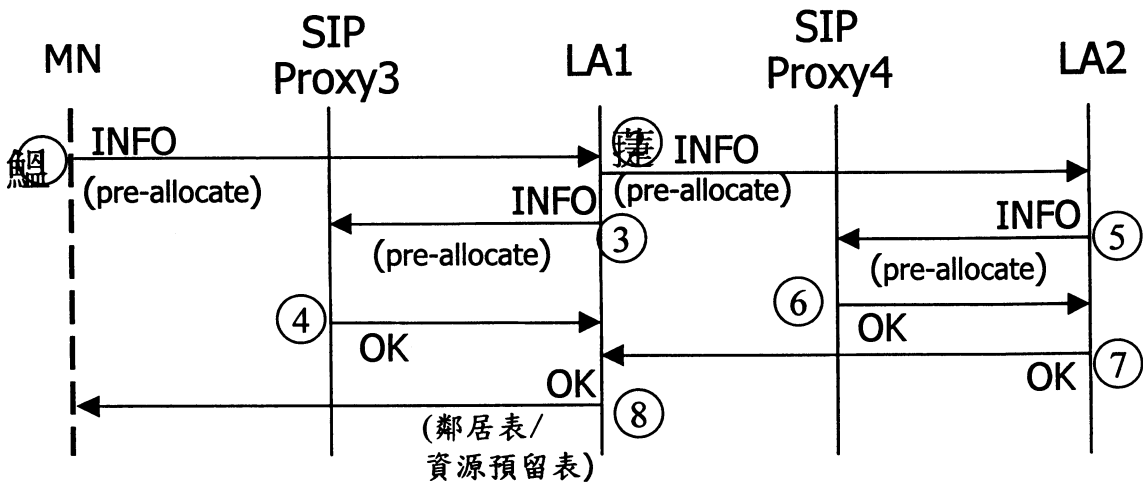 MN
SIP
Proxy3
LA1
SIP
Proxy4
LA2
INFO
(pre-allocate)
INFO
(pre-allocate)
INFO
③
(pre-allocate)
INFO
⑤
(pre-allocate)
④
OK
⑥
OK
OK
⑦
OK
⑧
(鄰居表/
資源預留表)